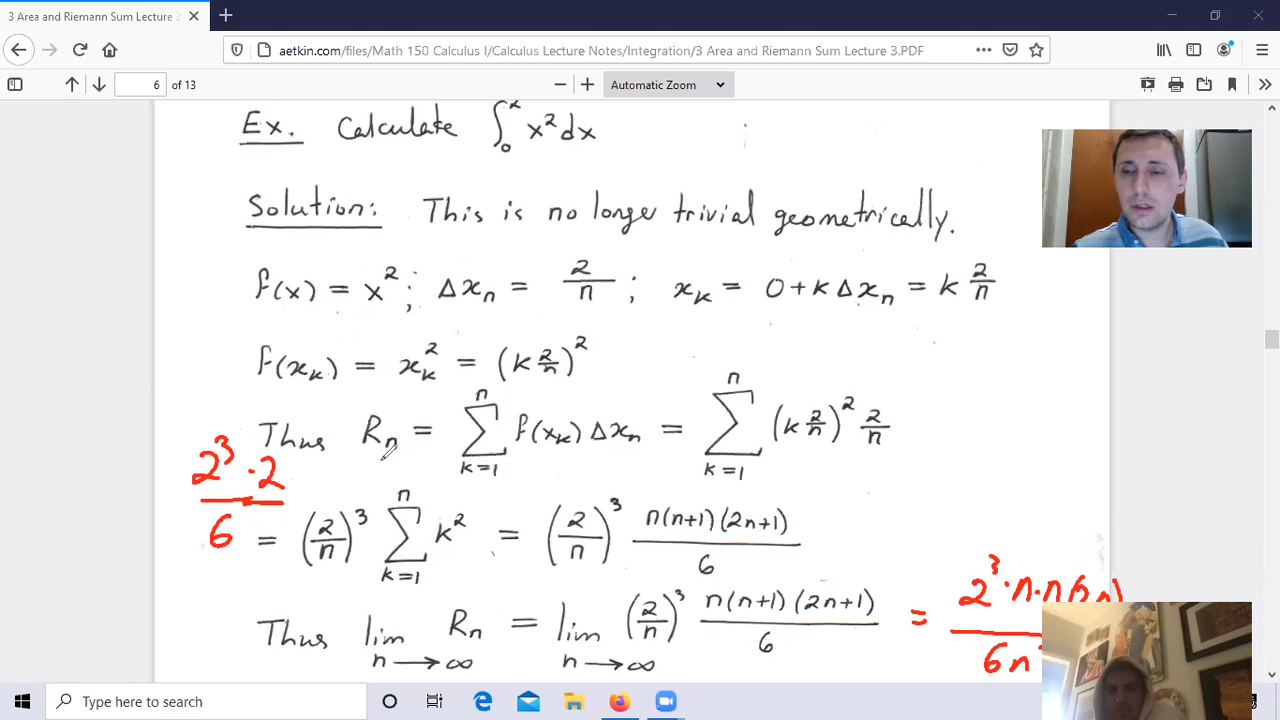 3 Area and Riemann Sum Lecture 3
aetkin.com/files/Math 150 Calculus I/Calculus Lecture Notes/Integration/3 Area and Riemann Sum Lecture 3.PDF
6 of 13 Automatic Zoom
Ex. Calculate ∫₀² x² dx
Solution: This is no longer trivial geometrically.
f(x) = x²; Δxₙ = 2/n ; xₖ = 0 + k Δxₙ = k 2/n
f(xₖ) = xₖ² = (k 2/n)²
Thus Rₙ = ∑ₖ₌₁ⁿ f(xₖ) Δxₙ = ∑ₖ₌₁ⁿ (k 2/n)² 2/n
2³ · 2 / 6
= (2/n)³ ∑ₖ₌₁ⁿ k² = (2/n)³ n(n+1)(2n+1)/6
Thus lim n→∞ Rₙ = lim n→∞ (2/n)³ n(n+1)(2n+1)/6 =
Type here to search